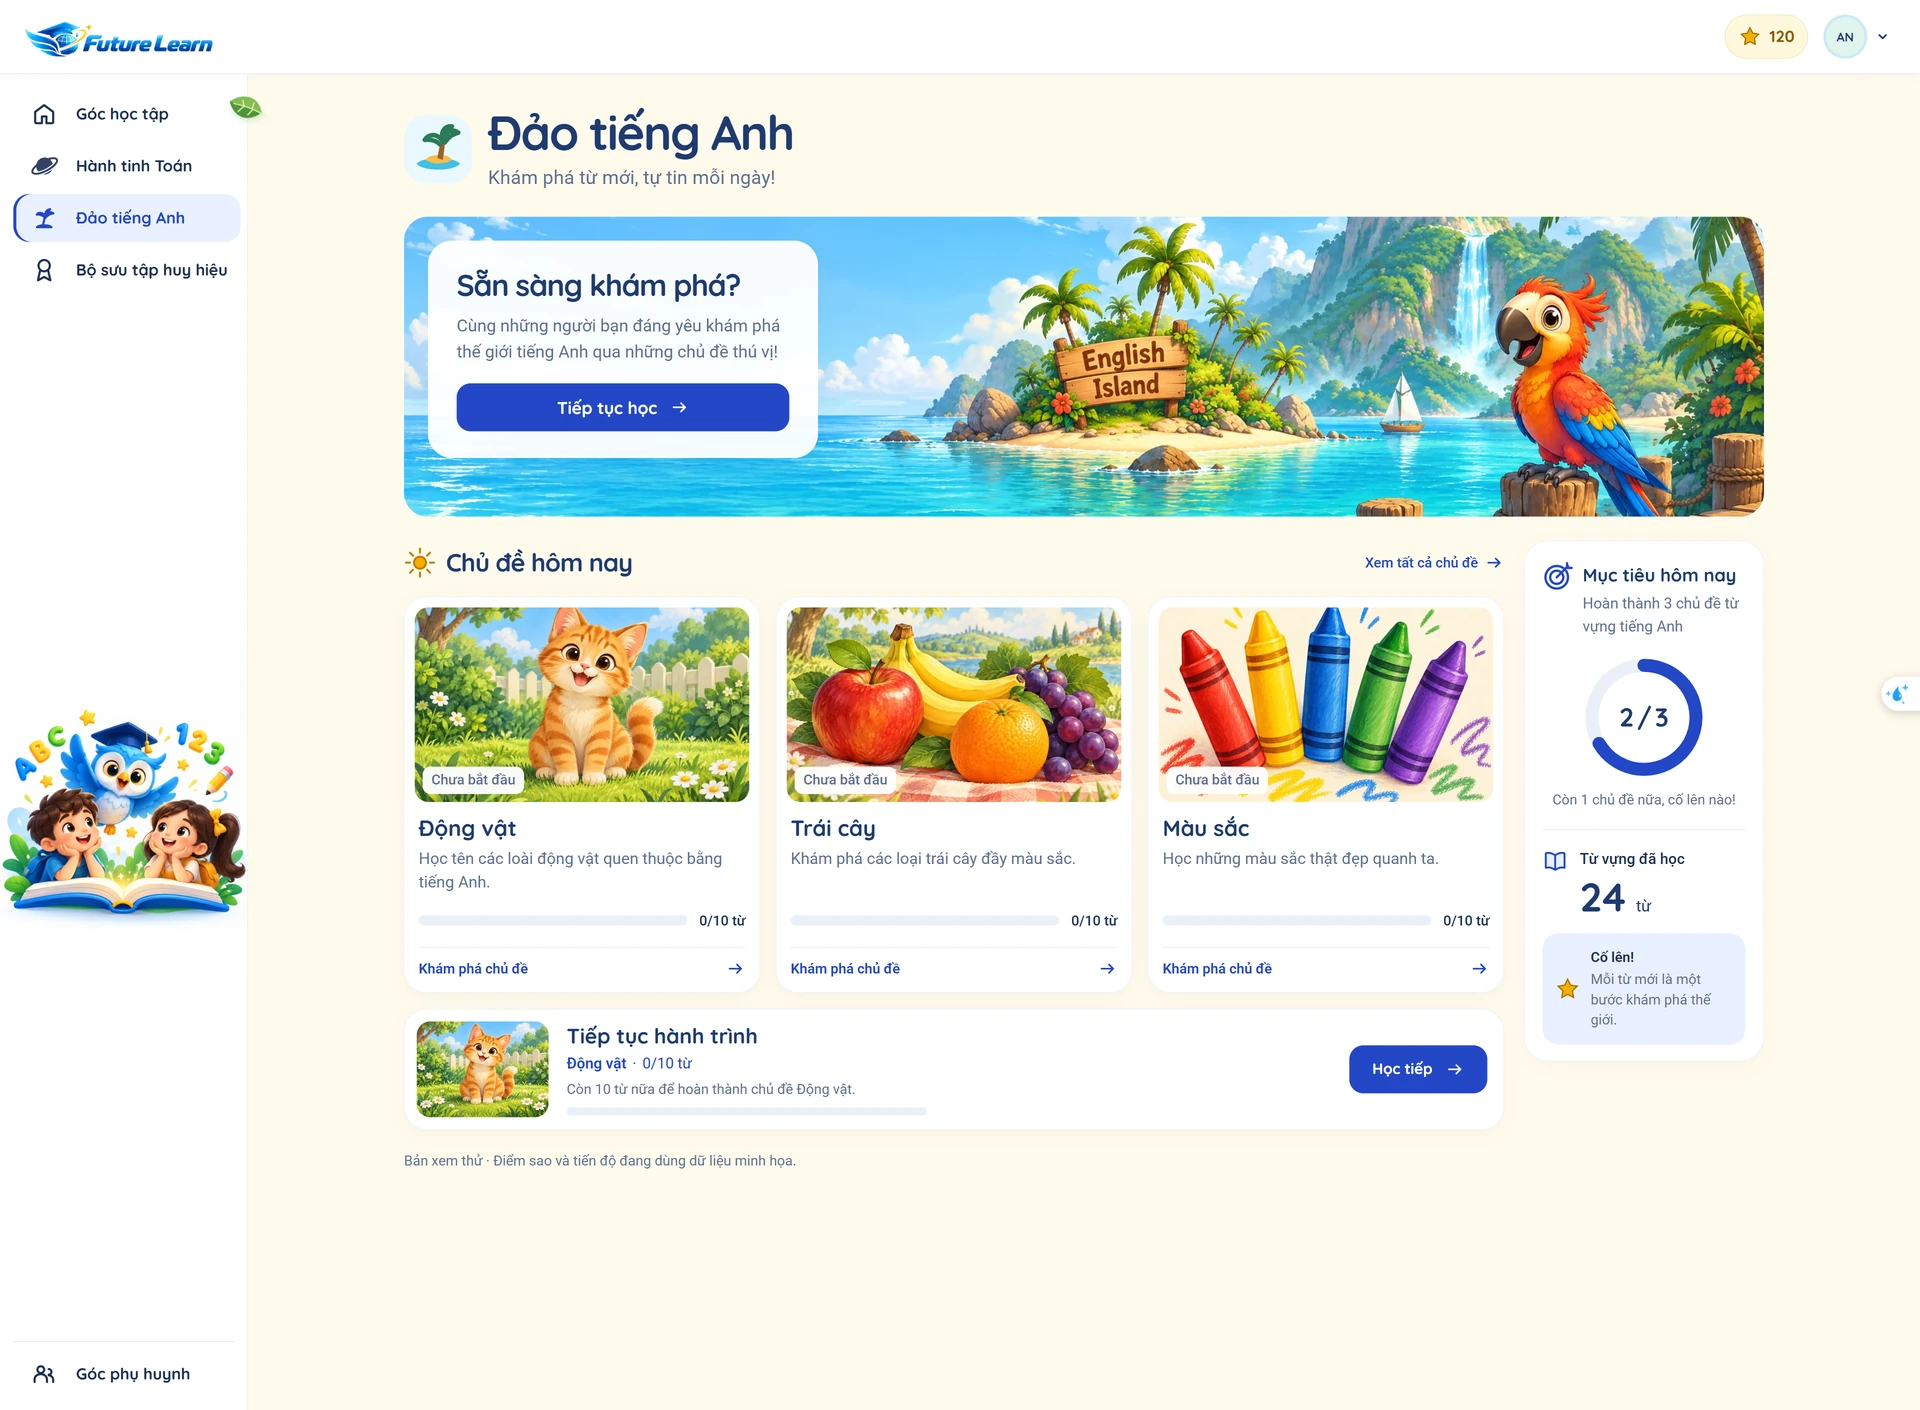 Future Learn
120
AN
Góc học tập
Hành tinh Toán
Đảo tiếng Anh
Bộ sưu tập huy hiệu
ABC
123
Góc phụ huynh
Đảo tiếng Anh
Khám phá từ mới, tự tin mỗi ngày!
Sẵn sàng khám phá?
Cùng những người bạn đáng yêu khám phá
thế giới tiếng Anh qua những chủ đề thú vị!
Tiếp tục học
English
Island
Chủ đề hôm nay
Xem tất cả chủ đề
Chưa bắt đầu
Động vật
Học tên các loài động vật quen thuộc bằng
tiếng Anh.
0/10 từ
Khám phá chủ đề
Chưa bắt đầu
Trái cây
Khám phá các loại trái cây đầy màu sắc.
0/10 từ
Khám phá chủ đề
Chưa bắt đầu
Màu sắc
Học những màu sắc thật đẹp quanh ta.
0/10 từ
Khám phá chủ đề
Tiếp tục hành trình
Động vật · 0/10 từ
Còn 10 từ nữa để hoàn thành chủ đề Động vật.
Học tiếp
Mục tiêu hôm nay
Hoàn thành 3 chủ đề từ
vựng tiếng Anh
2 / 3
Còn 1 chủ đề nữa, cố lên nào!
Từ vựng đã học
24 từ
Cố lên!
Mỗi từ mới là một
bước khám phá thế
giới.
Bản xem thử · Điểm sao và tiến độ đang dùng dữ liệu minh họa.